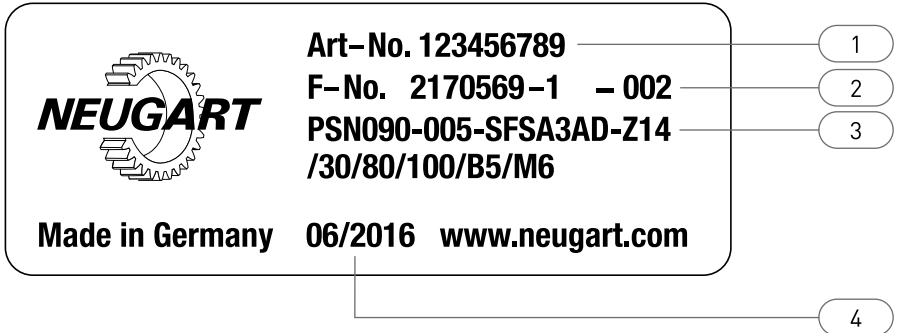 Art-No. 123456789
1
F-No. 2170569-1 - 002
2
NEUGART
PSN090-005-SFSA3AD-Z14
3
/30/80/100/B5/M6
Made in Germany 06/2016 www.neugart.com
4